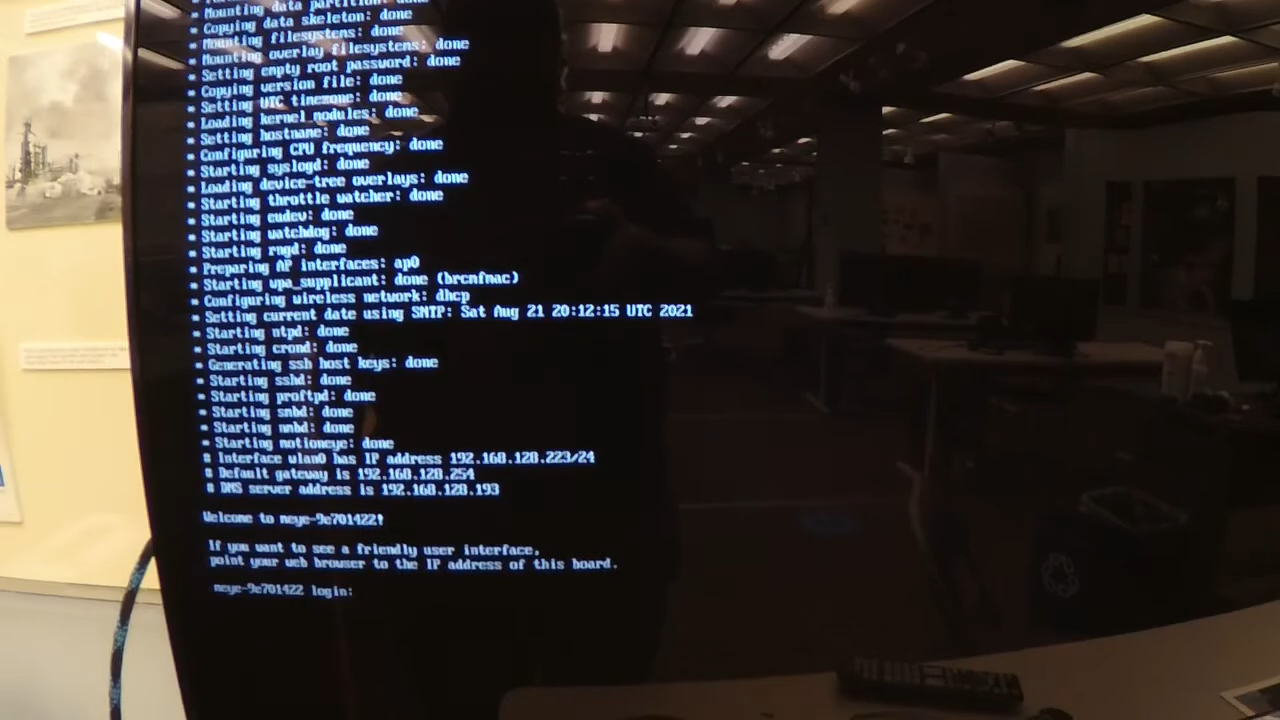 * Mounting data partition: done
* Copying data skeleton: done
* Mounting filesystems: done
* Mounting overlay filesystems: done
* Setting empty root password: done
* Copying version file: done
* Setting UTC timezone: done
* Loading kernel modules: done
* Setting hostname: done
* Configuring CPU frequency: done
* Starting syslogd: done
* Loading device-tree overlays: done
* Starting throttle watcher: done
* Starting eudev: done
* Starting watchdog: done
* Starting rngd: done
* Preparing AP interfaces: ap0
* Starting wpa_supplicant: done (brcmfmac)
* Configuring wireless network: dhcp
* Setting current date using SNTP: Sat Aug 21 20:12:15 UTC 2021
* Starting ntpd: done
* Starting crond: done
* Generating ssh host keys: done
* Starting sshd: done
* Starting proftpd: done
* Starting smbd: done
* Starting nmbd: done
* Starting motioneye: done
# Interface wlan0 has IP address 192.168.128.223/24
# Default gateway is 192.168.128.254
# DNS server address is 192.168.128.193
Welcome to meye-9e701422!
If you want to see a friendly user interface,
point your web browser to the IP address of this board.
meye-9e701422 login: